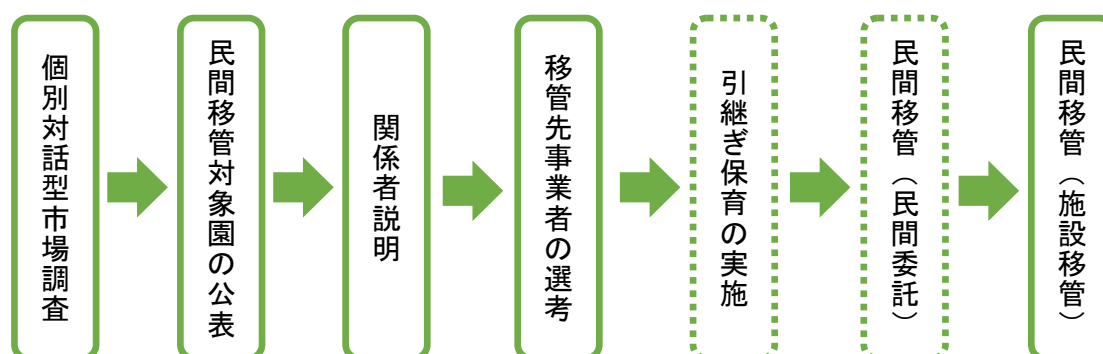 個別対話型市場調査
民間移管対象園の公表
関係者説明
移管先事業者の選考
引継ぎ保育の実施
民間移管（民間委託）
民間移管（施設移管）